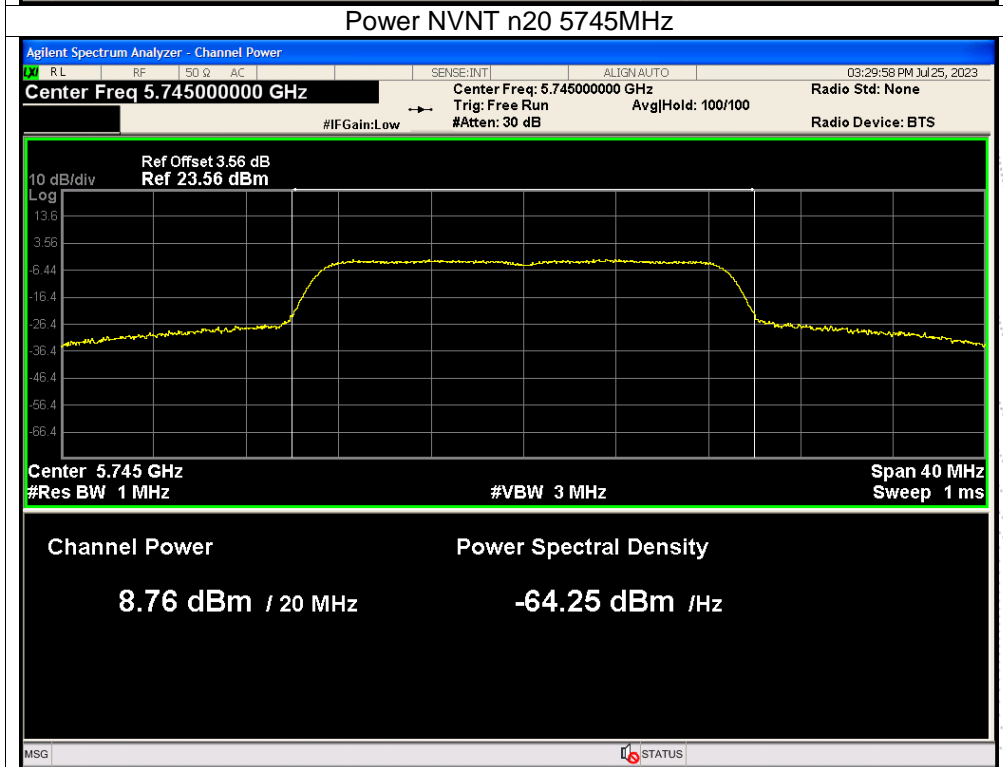 Power NVNT n20 5745MHz
Agilent Spectrum Analyzer - Channel Power
LXI RL RF 50 Ω AC SENSE:INT ALIGN AUTO 03:29:58 PM Jul 25, 2023
Center Freq 5.745000000 GHz Center Freq: 5.745000000 GHz Radio Std: None
Trig: Free Run Avg|Hold: 100/100
#IFGain:Low #Atten: 30 dB Radio Device: BTS
Ref Offset 3.56 dB
10 dB/div Ref 23.56 dBm
Log
13.6
3.56
-6.44
-16.4
-26.4
-36.4
-46.4
-56.4
-66.4
Center 5.745 GHz Span 40 MHz
#Res BW 1 MHz #VBW 3 MHz Sweep 1 ms
Channel Power Power Spectral Density
8.76 dBm / 20 MHz -64.25 dBm /Hz
MSG STATUS